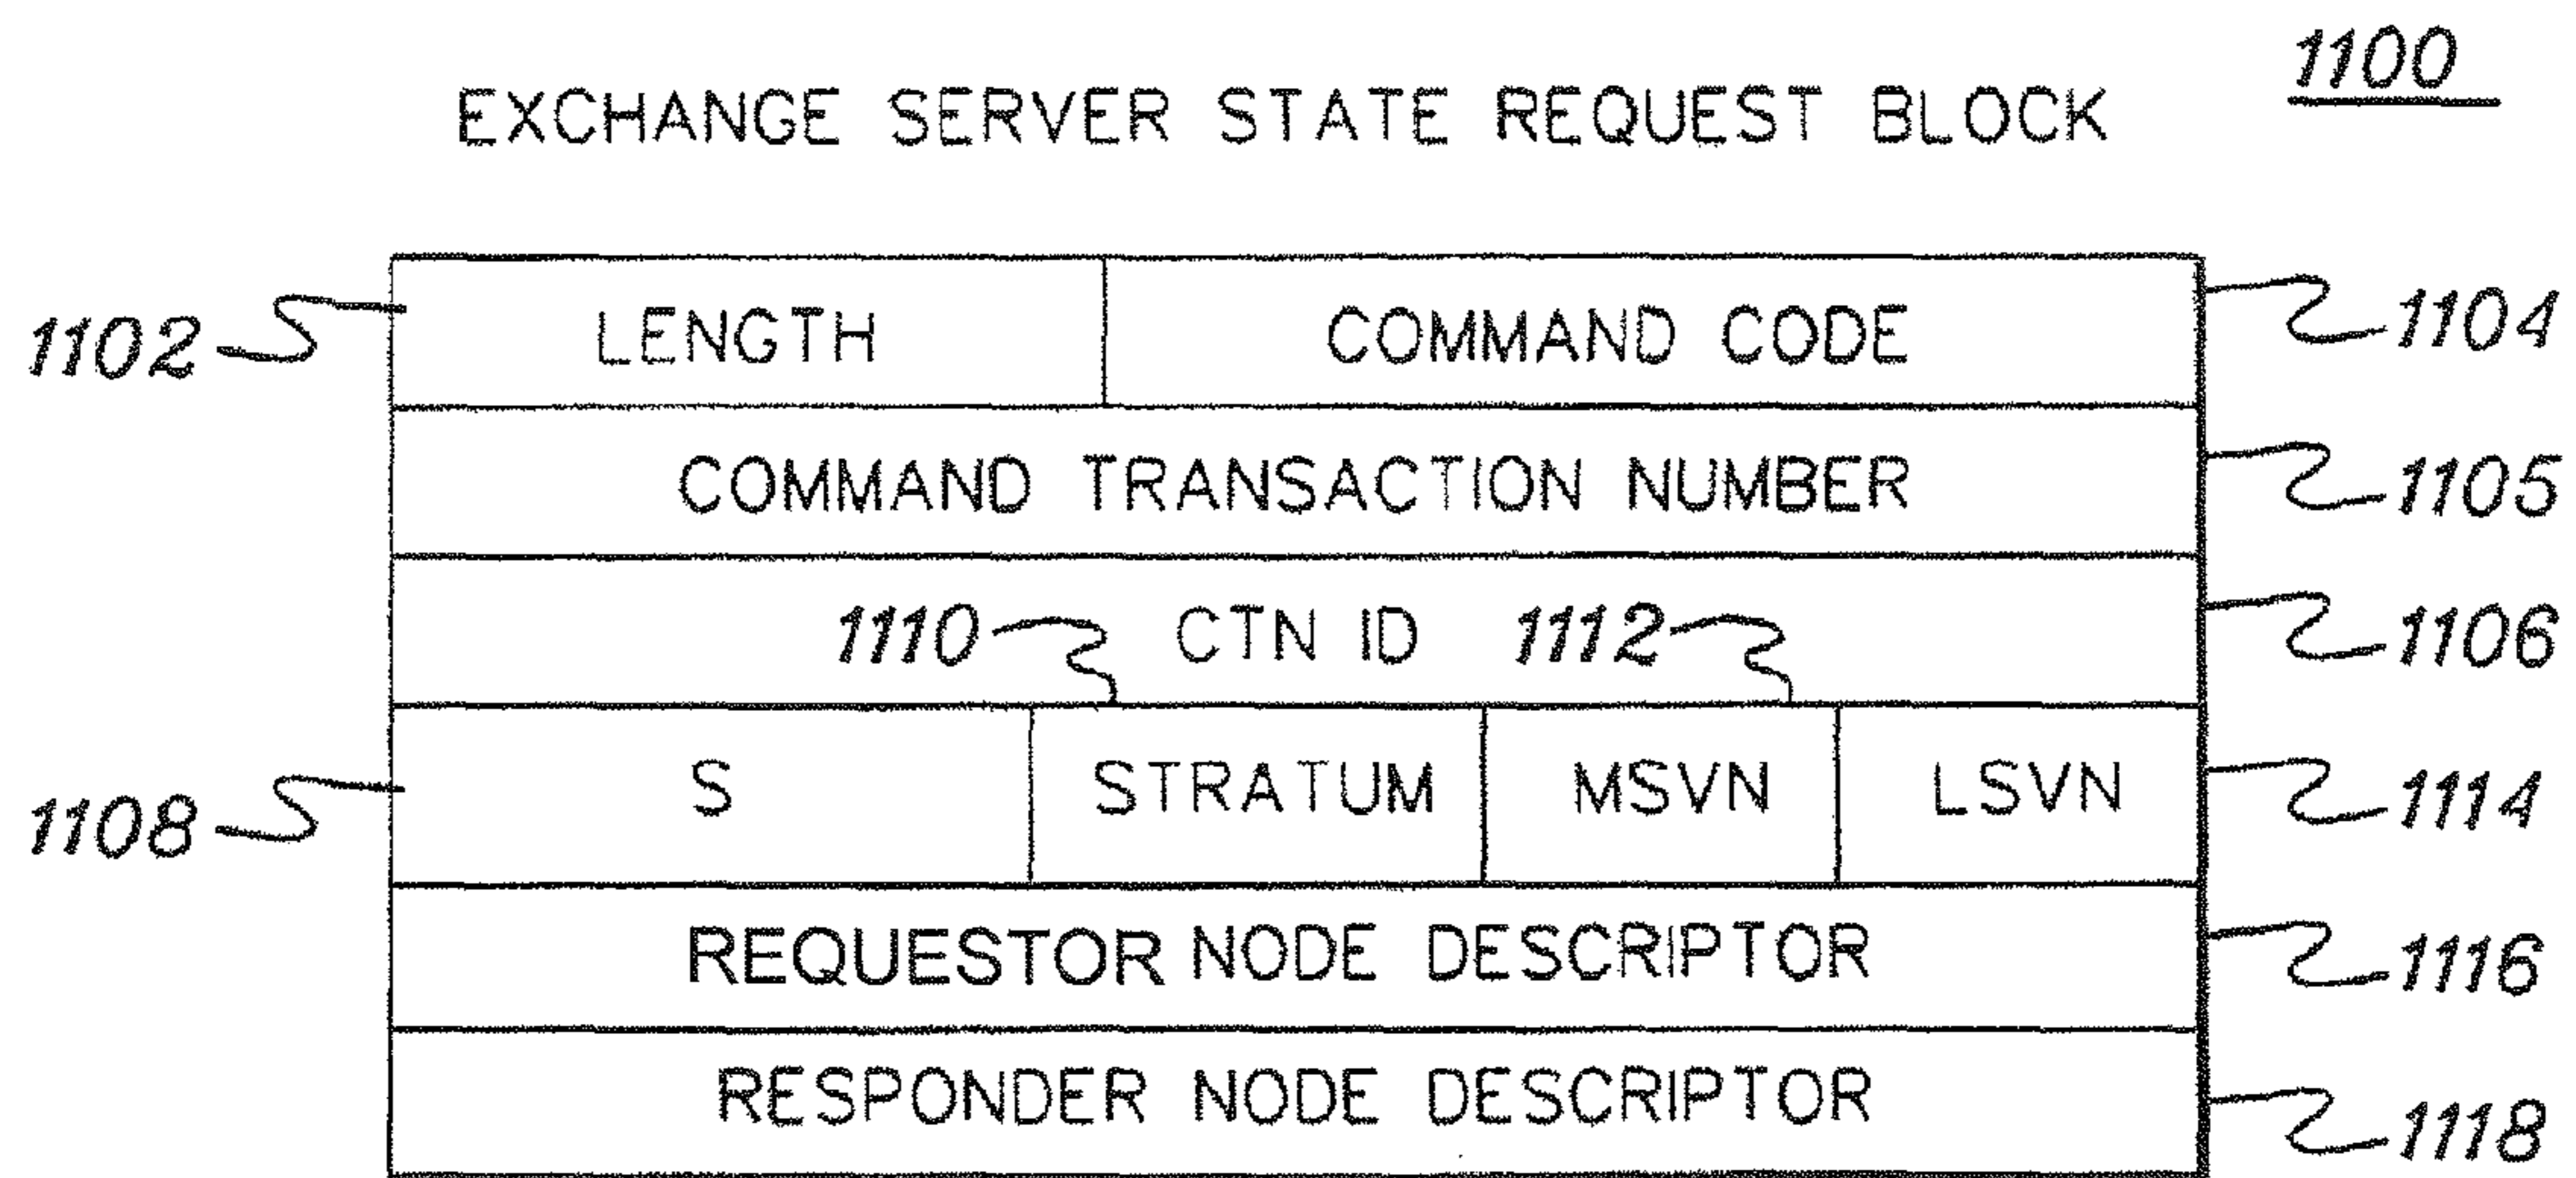 1100
EXCHANGE SERVER STATE REQUEST BLOCK
1102 LENGTH COMMAND CODE 1104
COMMAND TRANSACTION NUMBER 1105
1110 CTN ID 1112 1106
1108 S STRATUM MSVN LSVN 1114
REQUESTOR NODE DESCRIPTOR 1116
RESPONDER NODE DESCRIPTOR 1118